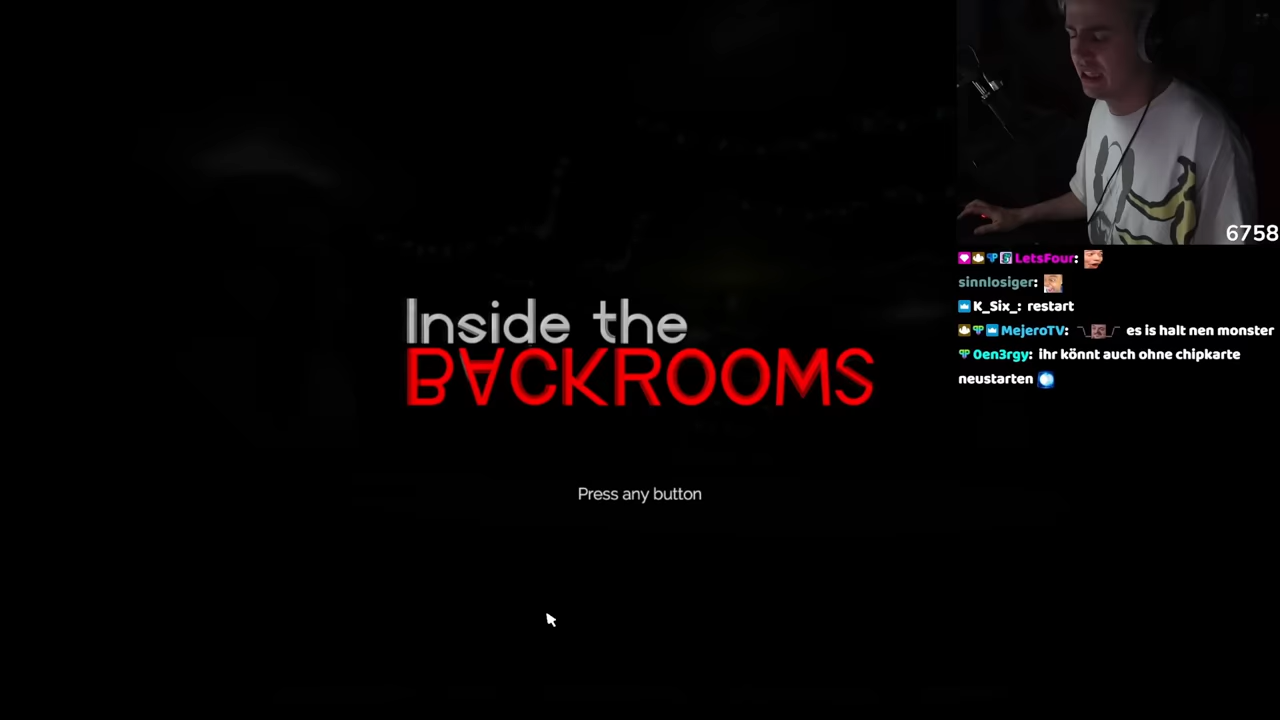 Inside the
BACKROOMS
Press any button
6758
LetsFour:
sinnlosiger:
K_Six_: restart
MejeroTV: es is halt nen monster
0en3rgy: ihr könnt auch ohne chipkarte
neustarten